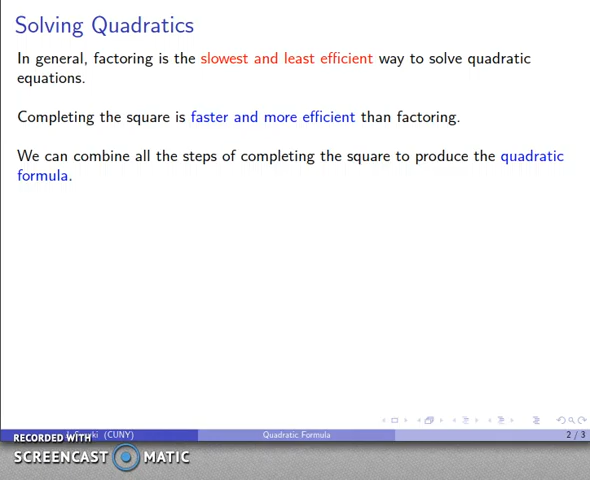 Solving Quadratics
In general, factoring is the slowest and least efficient way to solve quadratic
equations.
Completing the square is faster and more efficient than factoring.
We can combine all the steps of completing the square to produce the quadratic
formula.
(CUNY)
Quadratic Formula
2 / 3
RECORDED WITH
SCREENCAST MATIC